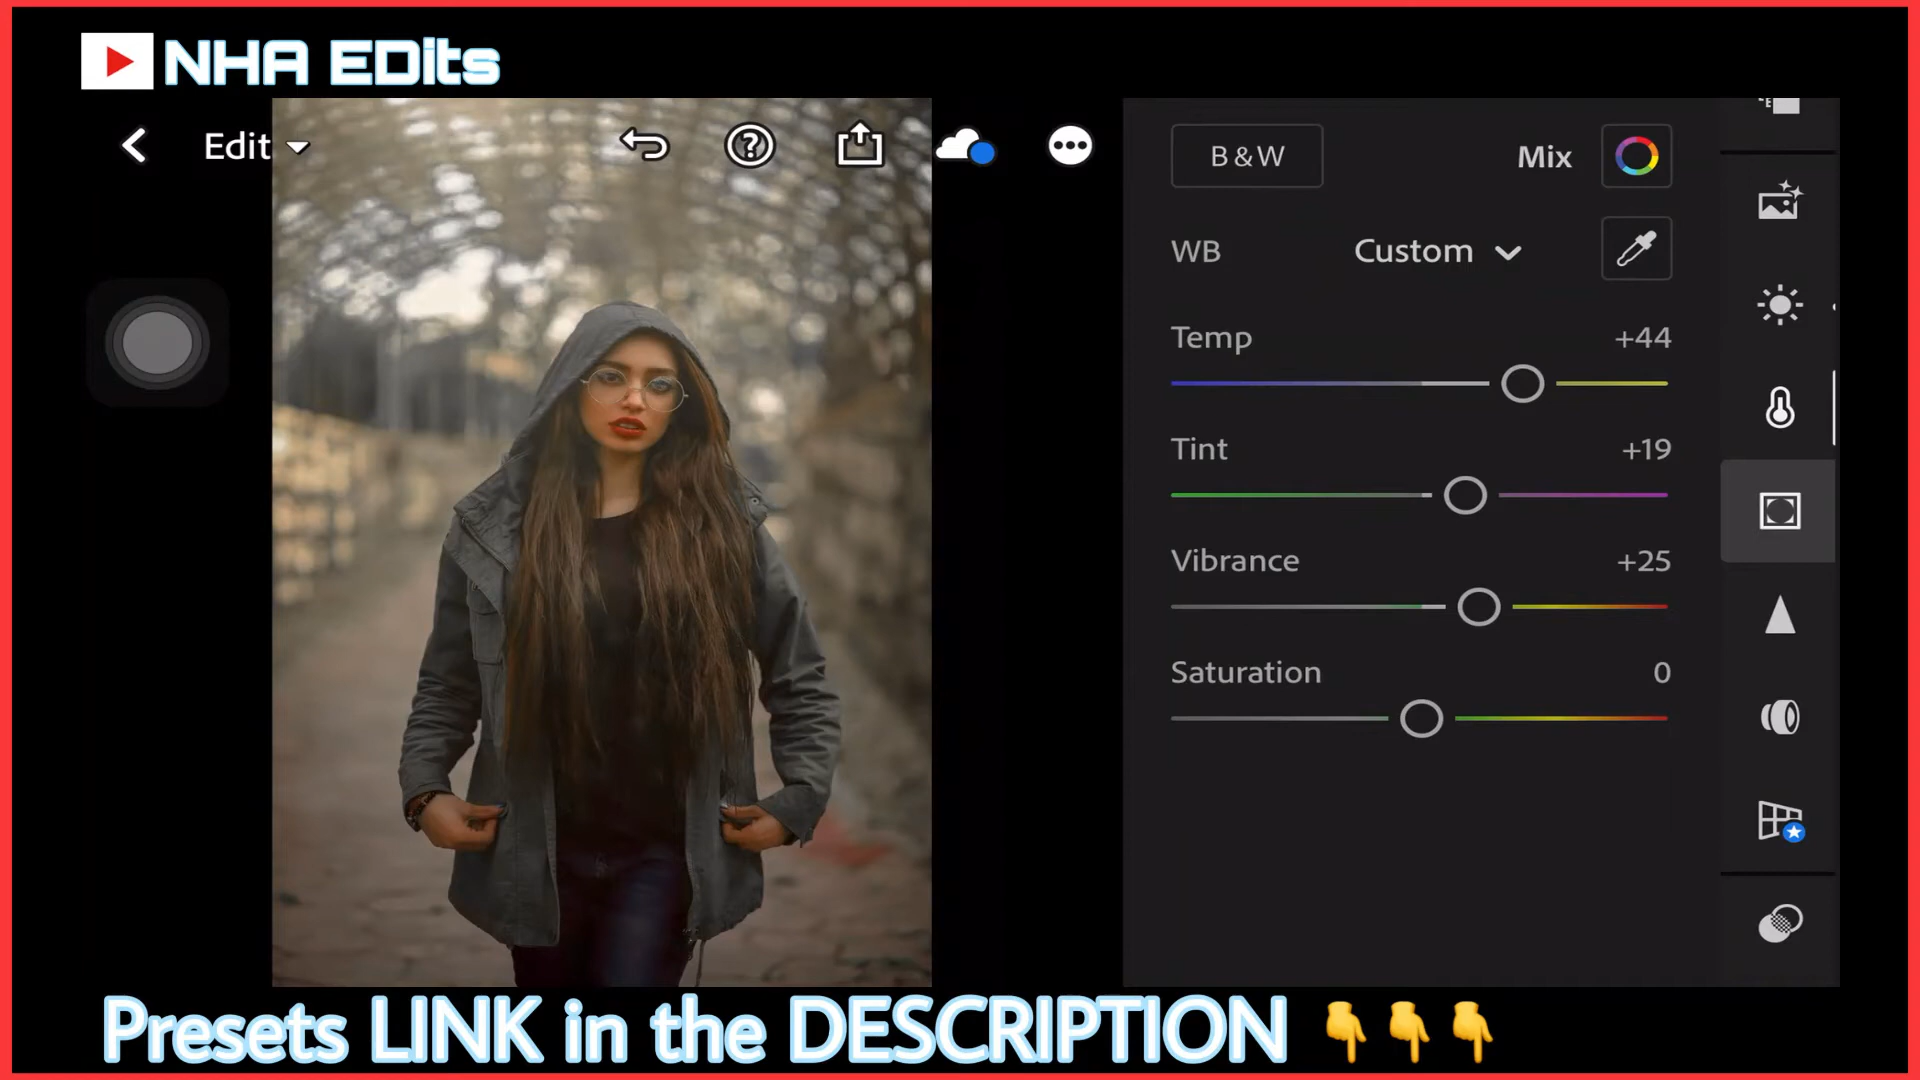 NHA EDits
Edit
B&W
Mix
WB
Custom
Temp
+44
Tint
+19
Vibrance
+25
Saturation
0
Presets LINK in the DESCRIPTION 👇👇👇